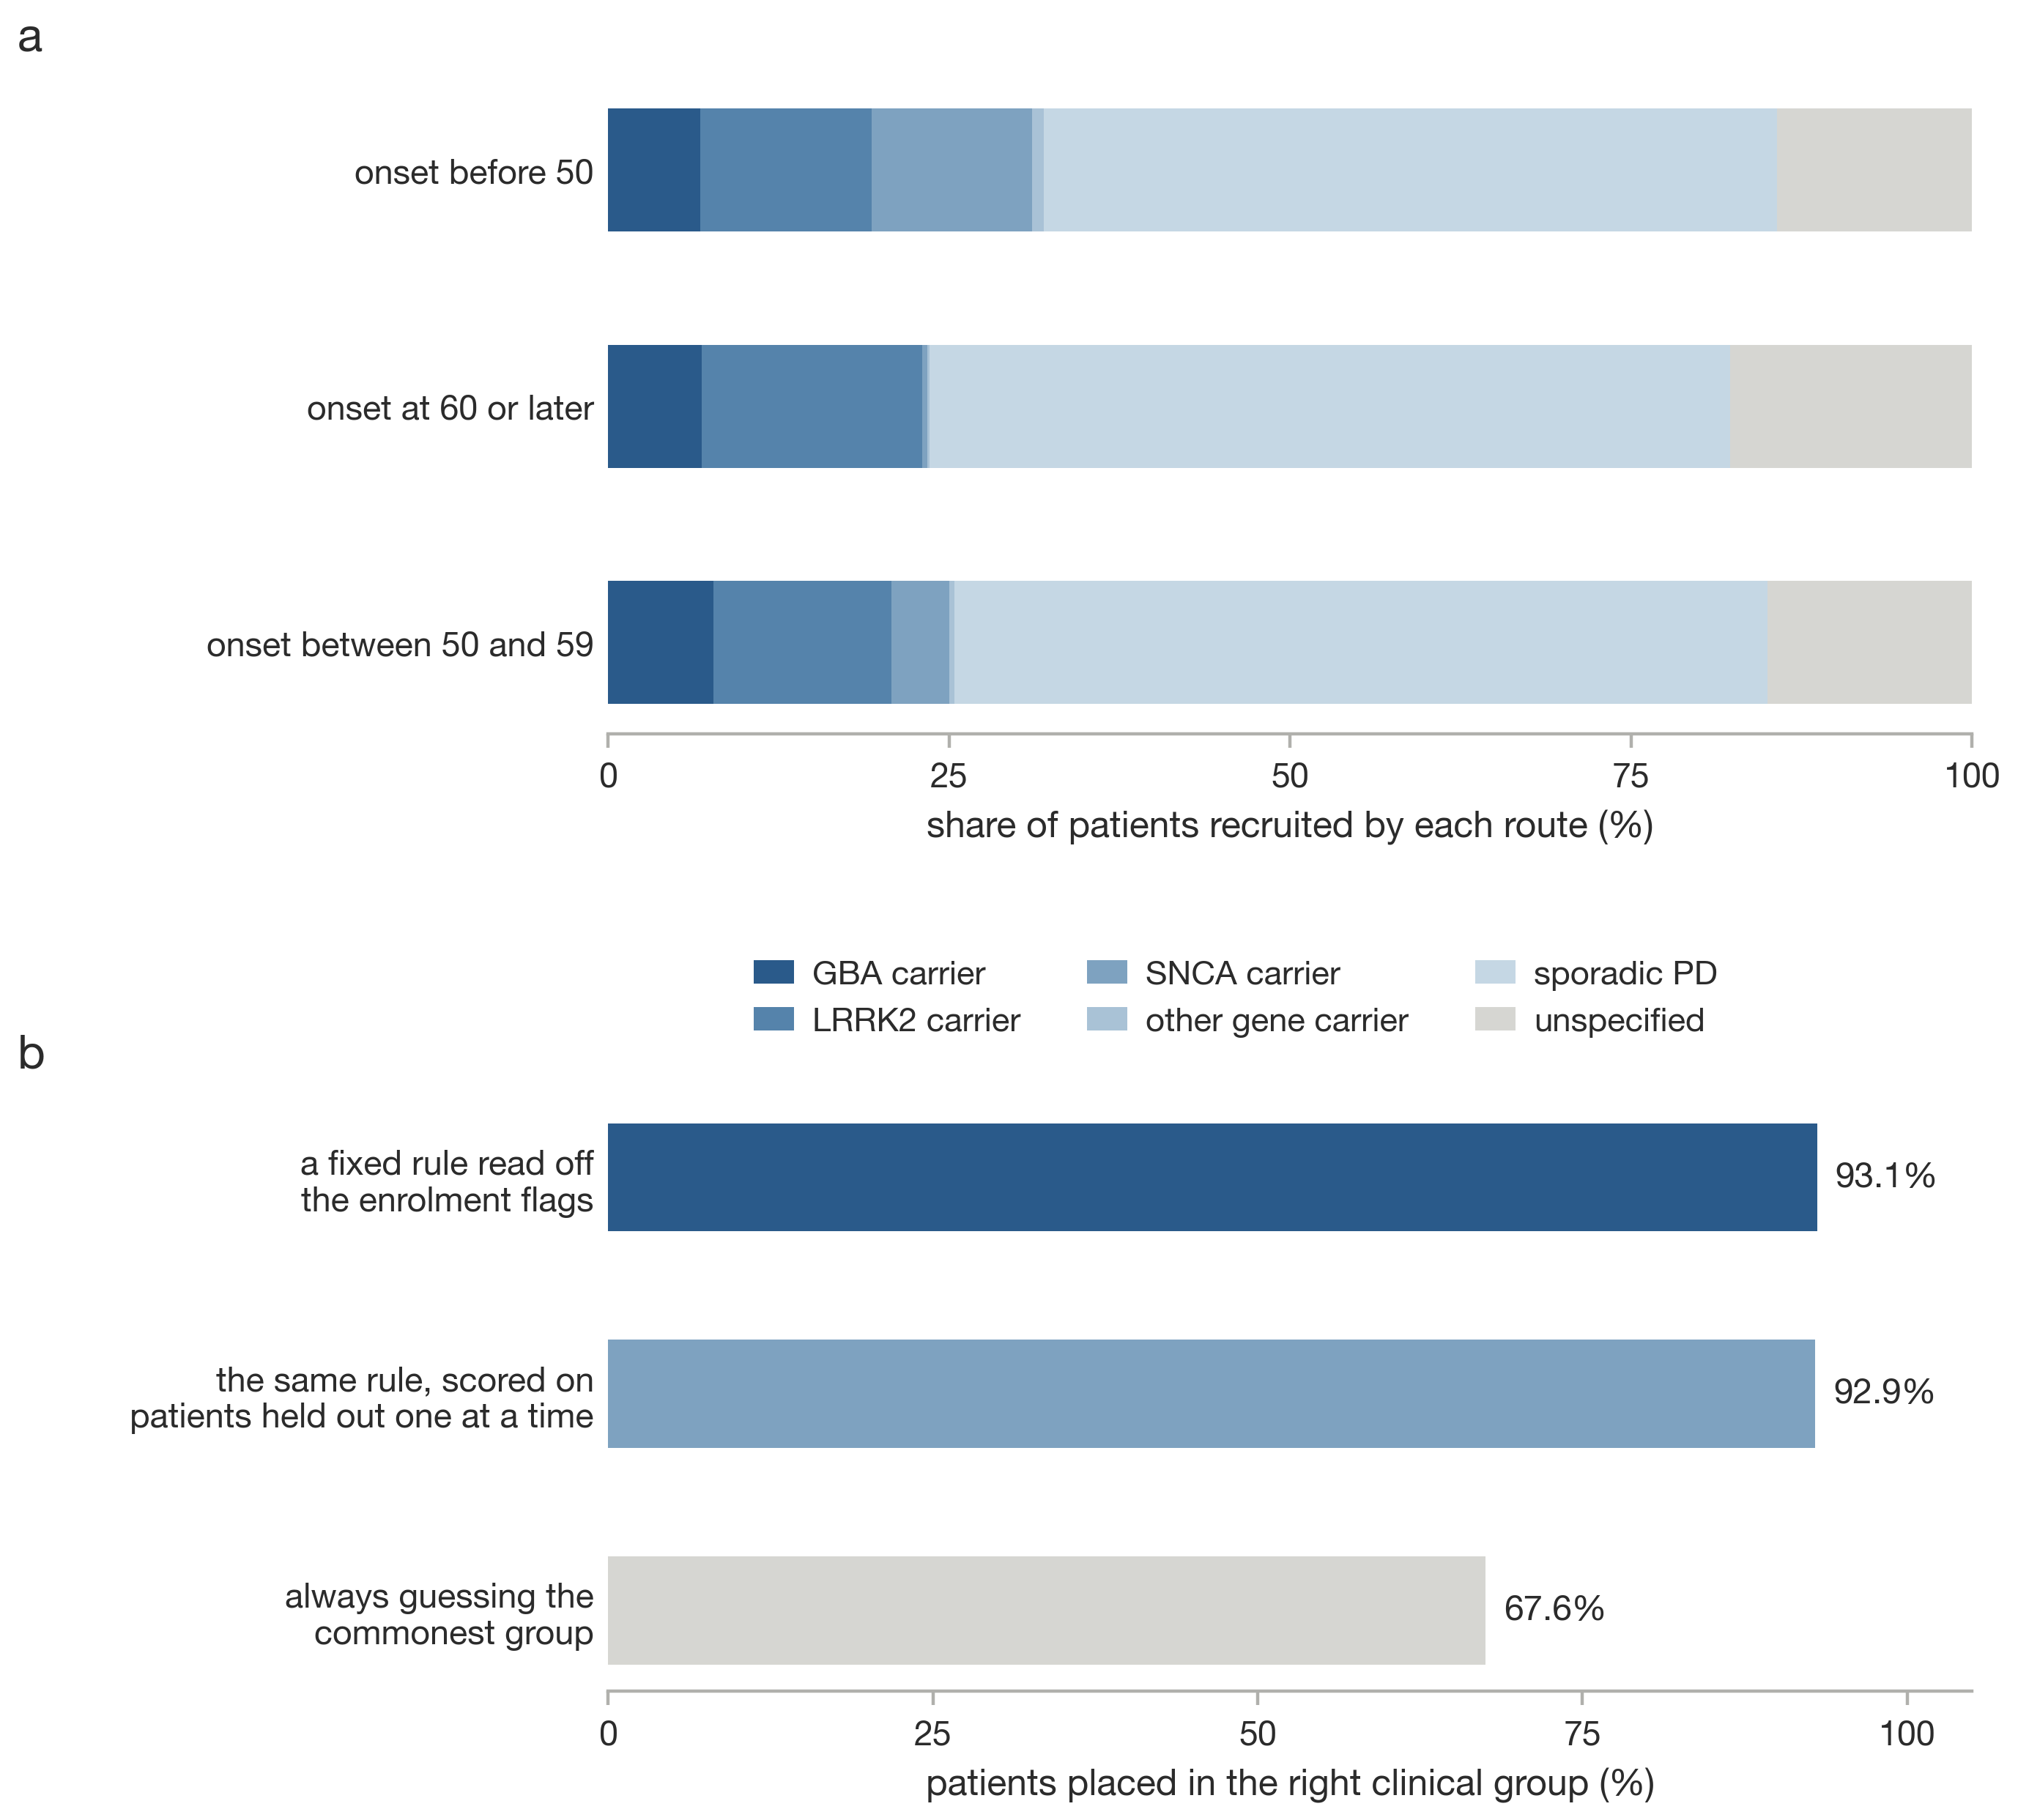 a
onset before 50
onset at 60 or later
onset between 50 and 59
0 25 50 75 100
share of patients recruited by each route (%)
GBA carrier SNCA carrier sporadic PD
LRRK2 carrier other gene carrier unspecified
b
a fixed rule read off
the enrolment flags
93.1%
the same rule, scored on
patients held out one at a time
92.9%
always guessing the
commonest group
67.6%
0 25 50 75 100
patients placed in the right clinical group (%)